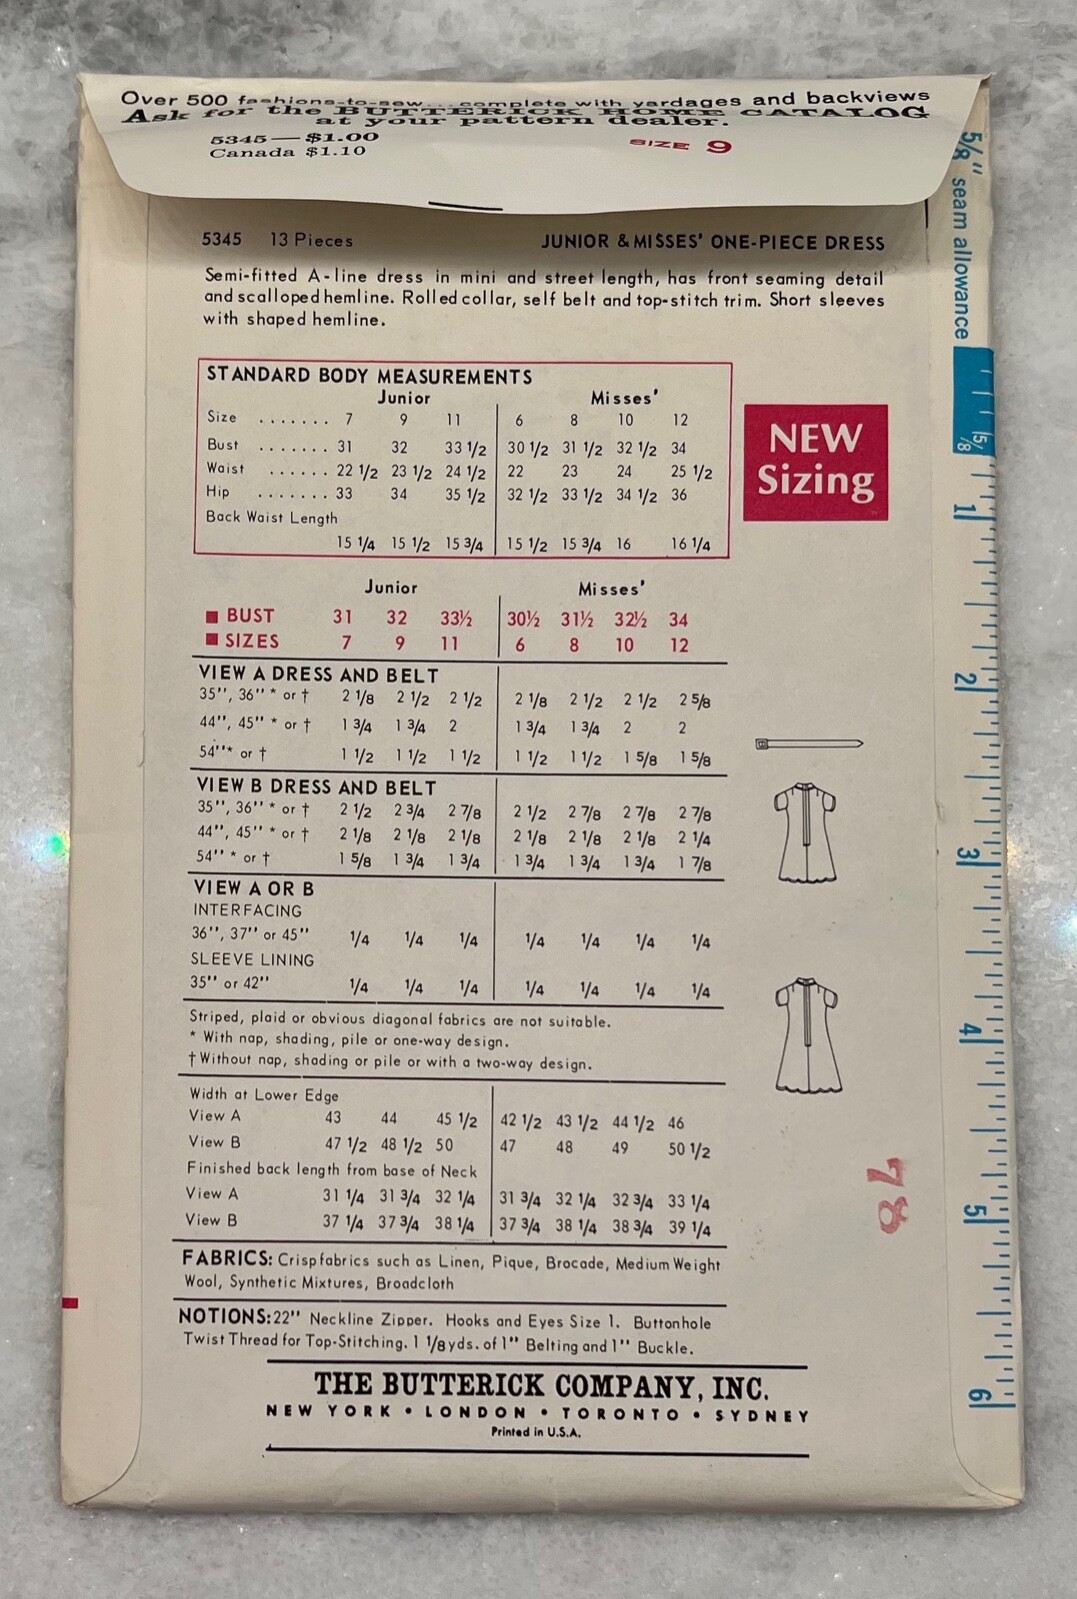 Over 500 fashions-to-sew...complete with yardages and backviews
Ask for the BUTTERICK HOME CATALOG
at your pattern dealer.
5345—$1.00
Canada $1.10
SIZE 9
5/8" seam allowance
5345 13 Pieces JUNIOR & MISSES' ONE-PIECE DRESS
Semi-fitted A-line dress in mini and street length, has front seaming detail
and scalloped hemline. Rolled collar, self belt and top-stitch trim. Short sleeves
with shaped hemline.
STANDARD BODY MEASUREMENTS
Junior Misses'
Size ....... 7 9 11 6 8 10 12
Bust ....... 31 32 33 1/2 30 1/2 31 1/2 32 1/2 34
Waist ...... 22 1/2 23 1/2 24 1/2 22 23 24 25 1/2
Hip ....... 33 34 35 1/2 32 1/2 33 1/2 34 1/2 36
Back Waist Length
15 1/4 15 1/2 15 3/4 15 1/2 15 3/4 16 16 1/4
NEW
Sizing
Junior Misses'
■ BUST 31 32 33½ 30½ 31½ 32½ 34
■ SIZES 7 9 11 6 8 10 12
VIEW A DRESS AND BELT
35", 36" * or † 2 1/8 2 1/2 2 1/2 2 1/8 2 1/2 2 1/2 2 5/8
44", 45" * or † 1 3/4 1 3/4 2 1 3/4 1 3/4 2 2
54"* or † 1 1/2 1 1/2 1 1/2 1 1/2 1 1/2 1 5/8 1 5/8
VIEW B DRESS AND BELT
35", 36" * or † 2 1/2 2 3/4 2 7/8 2 1/2 2 7/8 2 7/8 2 7/8
44", 45" * or † 2 1/8 2 1/8 2 1/8 2 1/8 2 1/8 2 1/8 2 1/4
54" * or † 1 5/8 1 3/4 1 3/4 1 3/4 1 3/4 1 3/4 1 7/8
VIEW A OR B
INTERFACING
36", 37" or 45" 1/4 1/4 1/4 1/4 1/4 1/4 1/4
SLEEVE LINING
35" or 42" 1/4 1/4 1/4 1/4 1/4 1/4 1/4
Striped, plaid or obvious diagonal fabrics are not suitable.
* With nap, shading, pile or one-way design.
† Without nap, shading or pile or with a two-way design.
Width at Lower Edge
View A 43 44 45 1/2 42 1/2 43 1/2 44 1/2 46
View B 47 1/2 48 1/2 50 47 48 49 50 1/2
Finished back length from base of Neck
View A 31 1/4 31 3/4 32 1/4 31 3/4 32 1/4 32 3/4 33 1/4
View B 37 1/4 37 3/4 38 1/4 37 3/4 38 1/4 38 3/4 39 1/4
FABRICS: Crisp fabrics such as Linen, Pique, Brocade, Medium Weight
Wool, Synthetic Mixtures, Broadcloth
NOTIONS: 22" Neckline Zipper. Hooks and Eyes Size 1. Buttonhole
Twist Thread for Top-Stitching. 1 1/8 yds. of 1" Belting and 1" Buckle.
THE BUTTERICK COMPANY, INC.
NEW YORK • LONDON • TORONTO • SYDNEY
Printed in U.S.A.
5/8
1
2
3
4
5
6
78